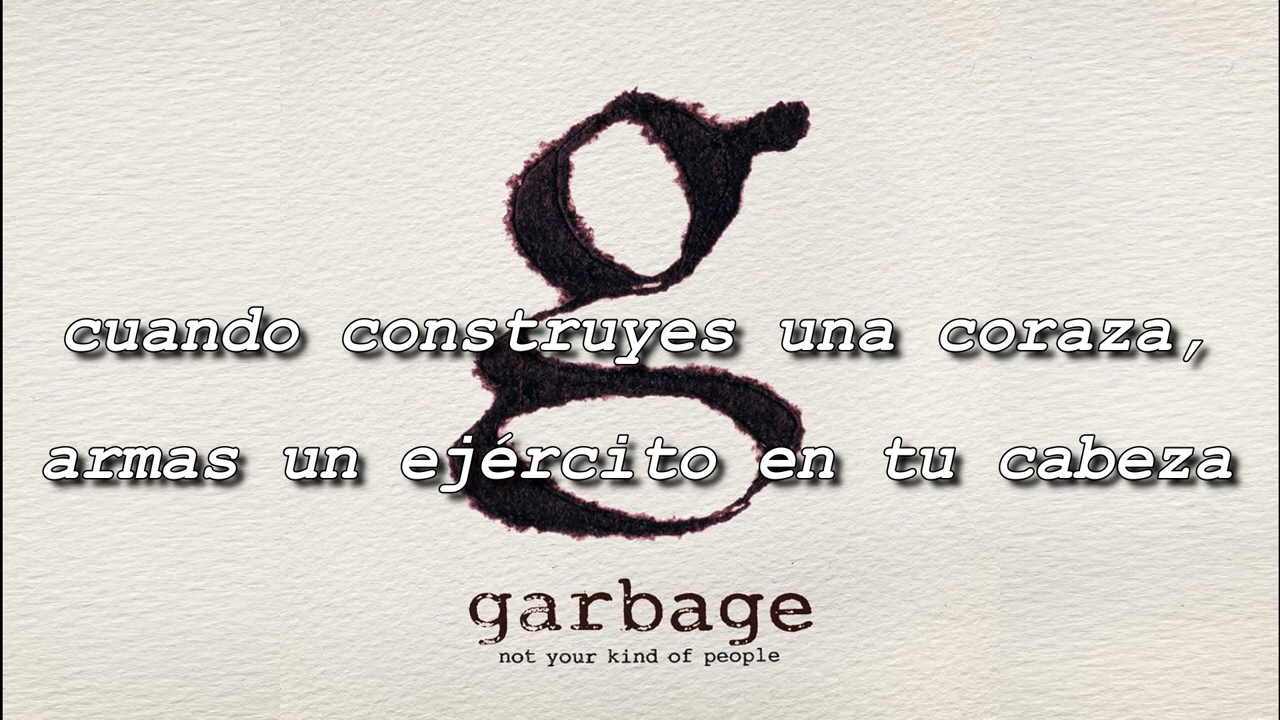 g
cuando construyes una coraza,
armas un ejército en tu cabeza
garbage
not your kind of people